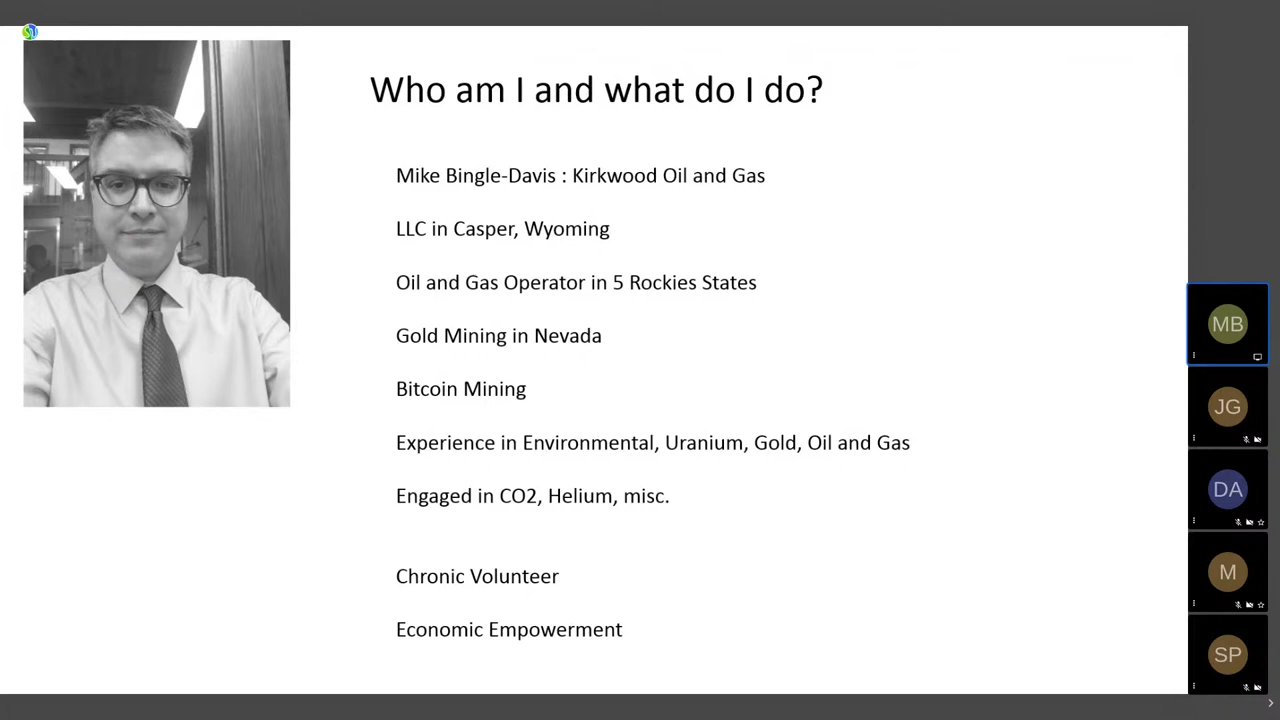 Who am I and what do I do?
Mike Bingle-Davis : Kirkwood Oil and Gas
LLC in Casper, Wyoming
Oil and Gas Operator in 5 Rockies States
Gold Mining in Nevada
Bitcoin Mining
Experience in Environmental, Uranium, Gold, Oil and Gas
Engaged in CO2, Helium, misc.
Chronic Volunteer
Economic Empowerment
MB
JG
DA
M
SP